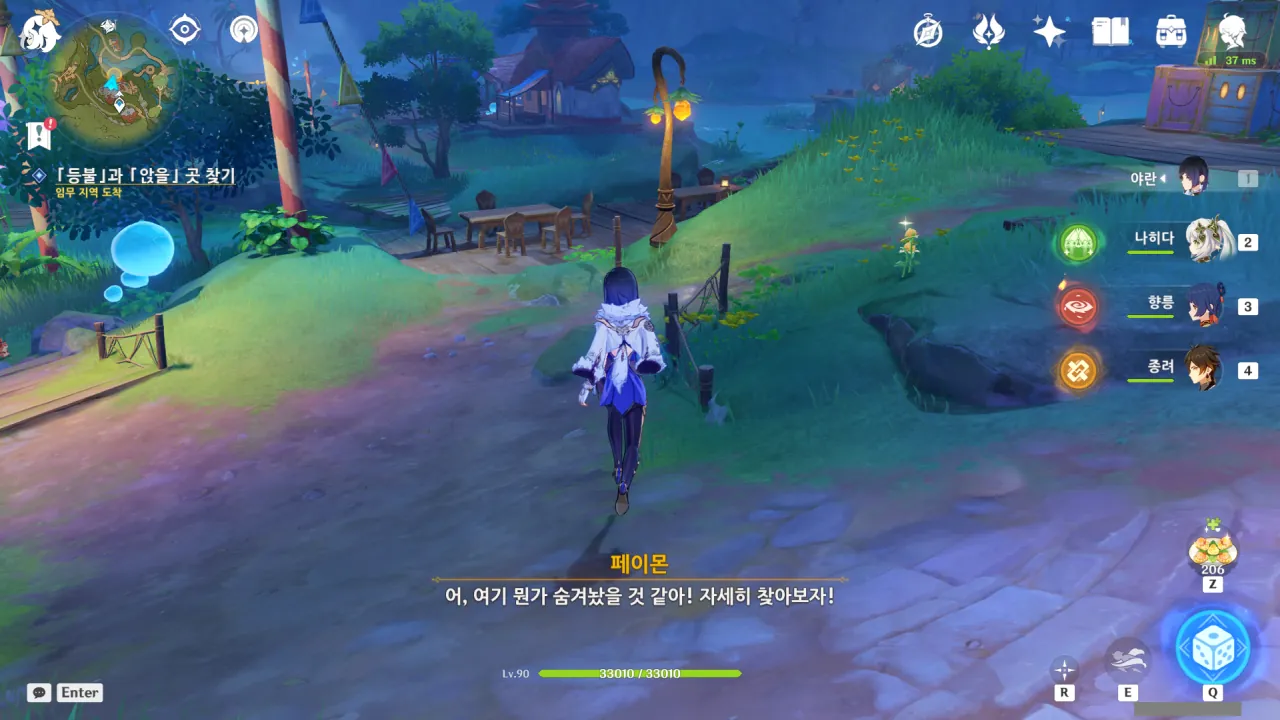 37 ms
「등불」과 「앉을」 곳 찾기
임무 지역 도착
야란
1
나히다
2
향릉
3
종려
4
페이몬
어, 여기 뭔가 숨겨놨을 것 같아! 자세히 찾아보자!
206
Z
Lv.90
33010 / 33010
Enter
R
E
Q